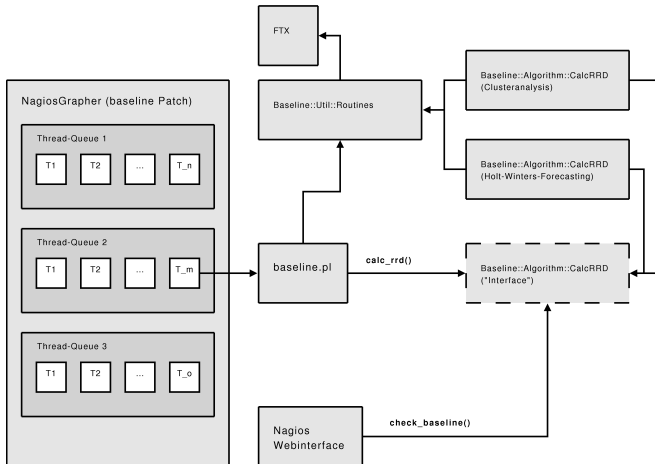 FTX
Baseline::Util::Routines
Baseline::Algorithm::CalcRRD
(Clusteranalysis)
Baseline::Algorithm::CalcRRD
(Holt-Winters-Forecasting)
NagiosGrapher (baseline Patch)
Thread-Queue 1
T1 T2 ... T_n
Thread-Queue 2
T1 T2 ... T_m
Thread-Queue 3
T1 T2 ... T_o
baseline.pl
calc_rrd()
Baseline::Algorithm::CalcRRD
("Interface")
Nagios
Webinterface
check_baseline()